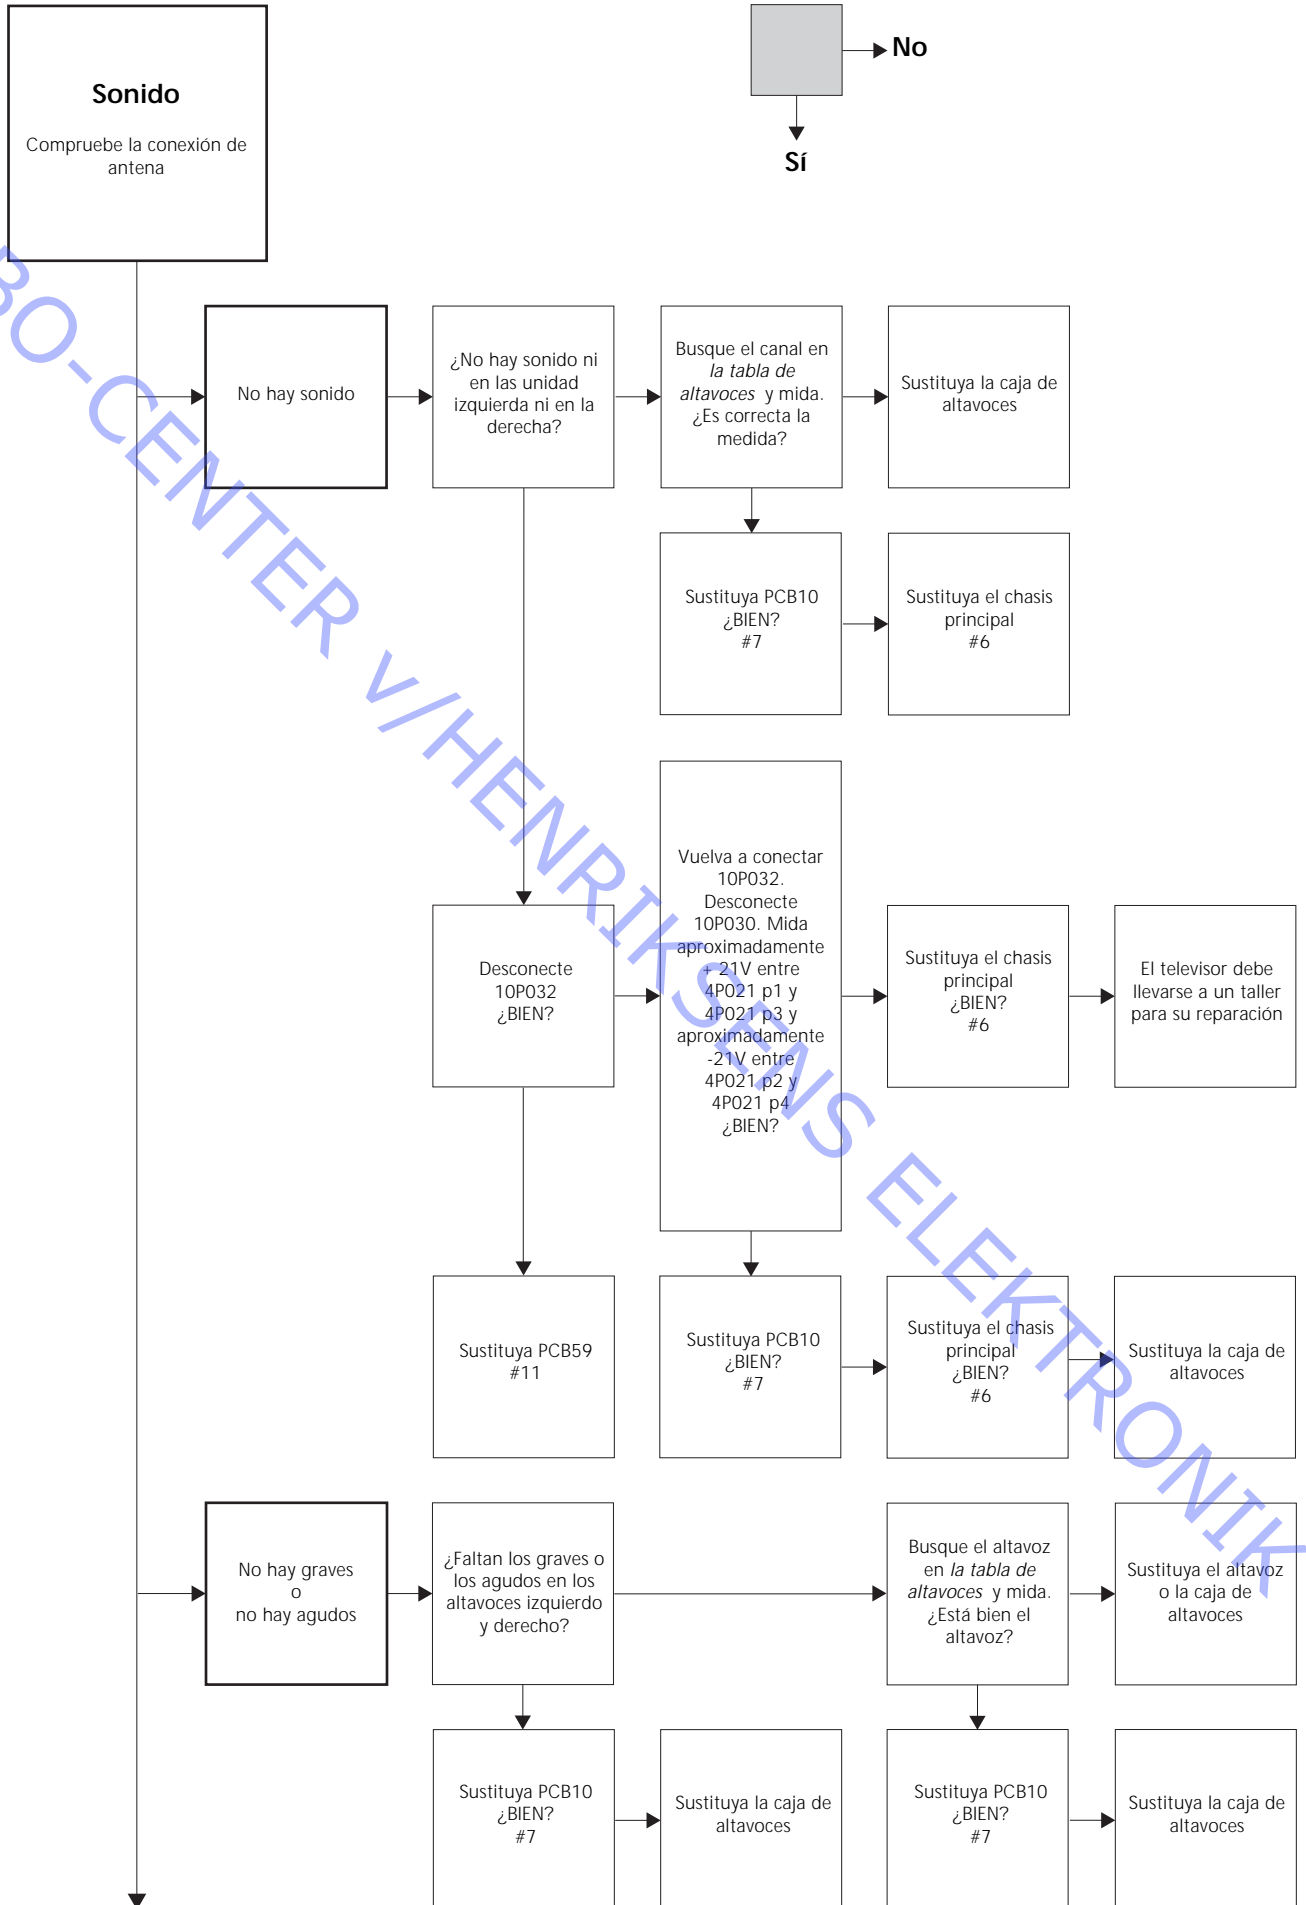 Sonido
Compruebe la conexión de
antena
No
Sí
No hay sonido
¿No hay sonido ni
en las unidad
izquierda ni en la
derecha?
Busque el canal en
la tabla de
altavoces y mida.
¿Es correcta la
medida?
Sustituya la caja de
altavoces
Sustituya PCB10
¿BIEN?
#7
Sustituya el chasis
principal
#6
Desconecte
10P032
¿BIEN?
Vuelva a conectar
10P032.
Desconecte
10P030. Mida
aproximadamente
+ 21V entre
4P021 p1 y
4P021 p3 y
aproximadamente
-21V entre
4P021 p2 y
4P021 p4
¿BIEN?
Sustituya el chasis
principal
¿BIEN?
#6
El televisor debe
llevarse a un taller
para su reparación
Sustituya PCB59
#11
Sustituya PCB10
¿BIEN?
#7
Sustituya el chasis
principal
¿BIEN?
#6
Sustituya la caja de
altavoces
No hay graves
o
no hay agudos
¿Faltan los graves o
los agudos en los
altavoces izquierdo
y derecho?
Busque el altavoz
en la tabla de
altavoces y mida.
¿Está bien el
altavoz?
Sustituya el altavoz
o la caja de
altavoces
Sustituya PCB10
¿BIEN?
#7
Sustituya la caja de
altavoces
Sustituya PCB10
¿BIEN?
#7
Sustituya la caja de
altavoces
BO-CENTER v/HENRIKSENS ELEKTRONIK